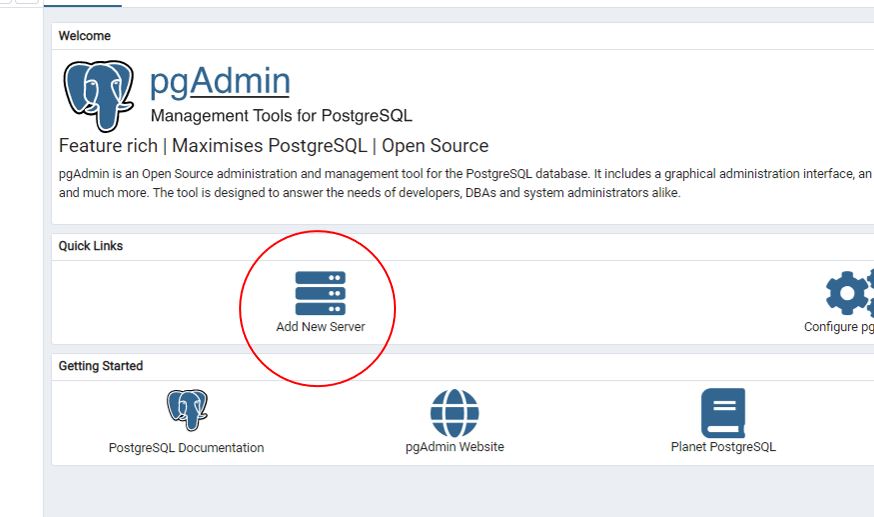 Welcome
pgAdmin
Management Tools for PostgreSQL
Feature rich | Maximises PostgreSQL | Open Source
pgAdmin is an Open Source administration and management tool for the PostgreSQL database. It includes a graphical administration interface, an
and much more. The tool is designed to answer the needs of developers, DBAs and system administrators alike.
Quick Links
Add New Server
Configure pg
Getting Started
PostgreSQL Documentation
pgAdmin Website
Planet PostgreSQL